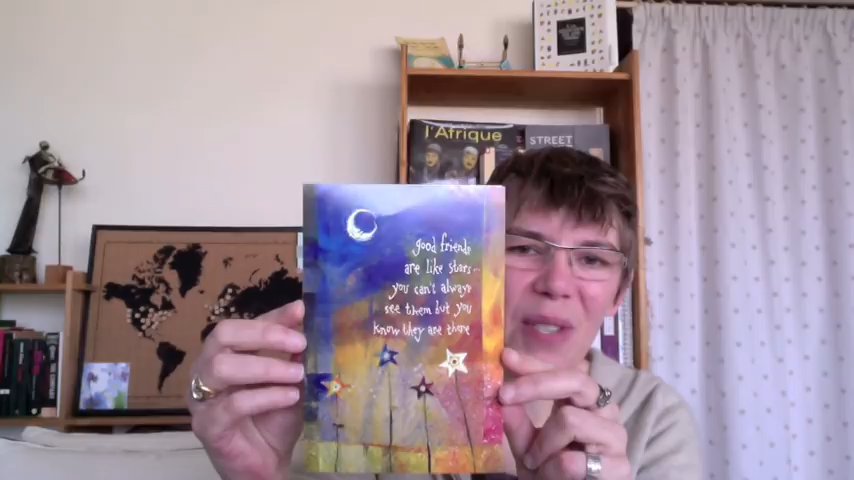 l'Afrique
STREET
good friends
are like stars
you can't always
see them but you
know they are there